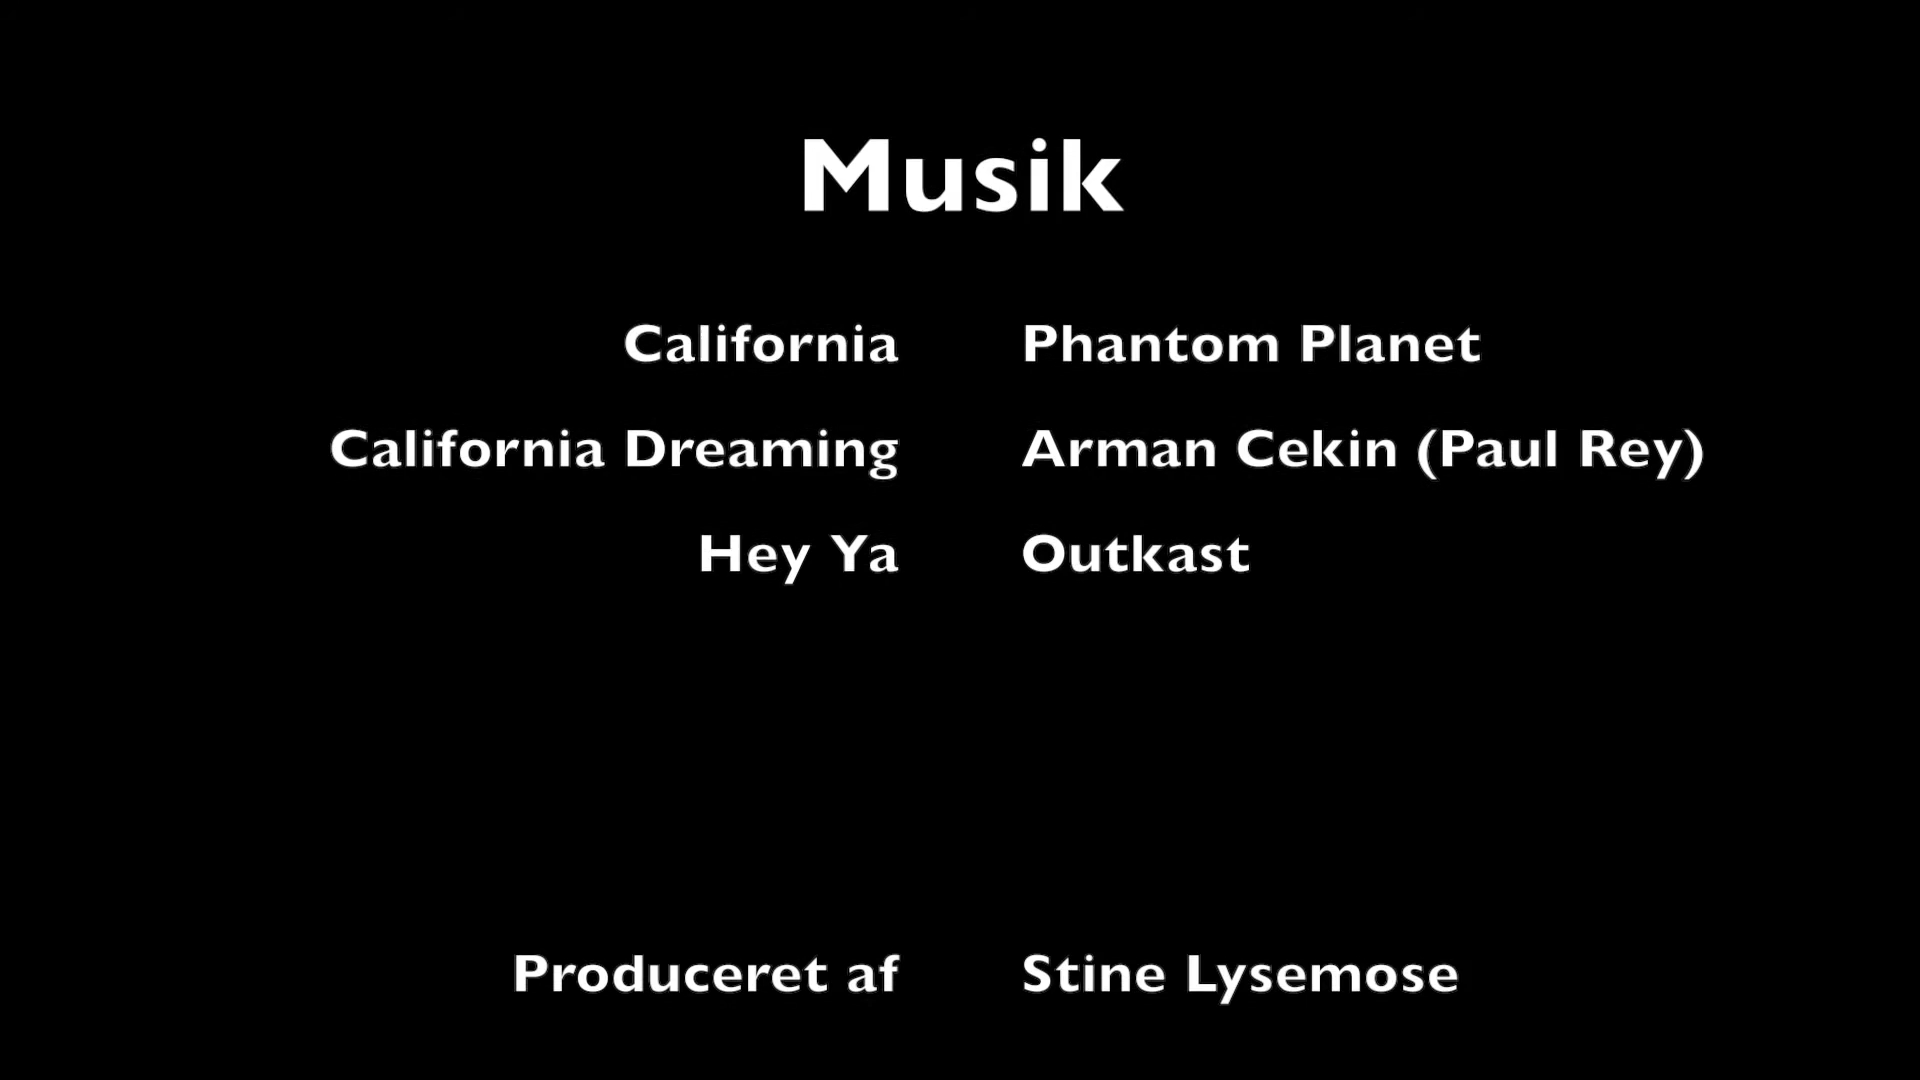 Musik
California Phantom Planet
California Dreaming Arman Cekin (Paul Rey)
Hey Ya Outkast
Produceret af Stine Lysemose